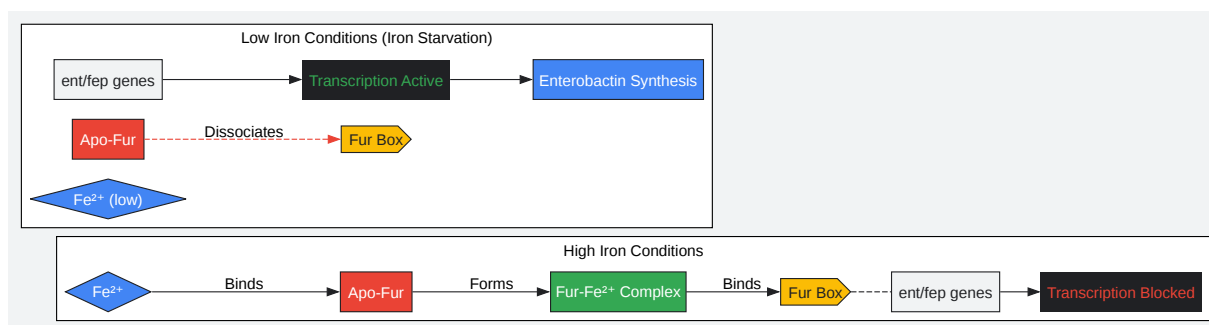 Low Iron Conditions (Iron Starvation)
ent/fep genes
Transcription Active
Enterobactin Synthesis
Apo-Fur
Dissociates
Fur Box
Fe²⁺ (low)
High Iron Conditions
Fe²⁺
Binds
Apo-Fur
Forms
Fur-Fe²⁺ Complex
Binds
Fur Box
ent/fep genes
Transcription Blocked